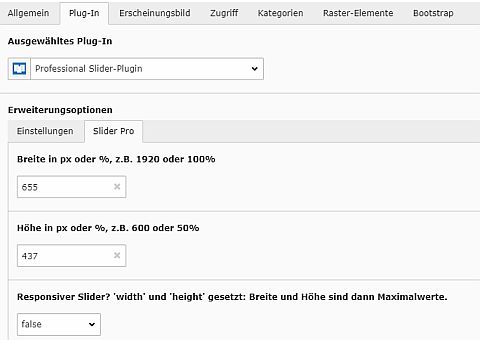 Allgemein Plug-In Erscheinungsbild Zugriff Kategorien Raster-Elemente Bootstrap
Ausgewähltes Plug-In
Professional Slider-Plugin
Erweiterungsoptionen
Einstellungen Slider Pro
Breite in px oder %, z.B. 1920 oder 100%
655
Höhe in px oder %, z.B. 600 oder 50%
437
Responsiver Slider? 'width' und 'height' gesetzt: Breite und Höhe sind dann Maximalwerte.
false